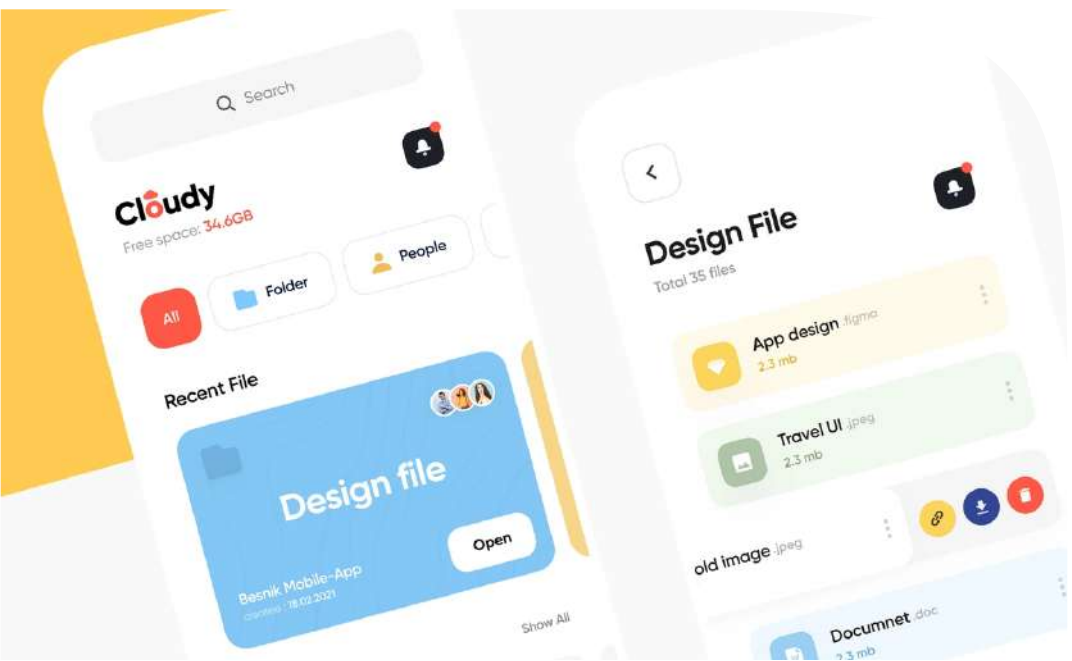 Search
Cloudy
Free space: 34,6GB
All
Folder
People
Recent File
Design file
Open
Besnik Mobile-App
creatted · 18.02.2021
Show All
Design File
Total 35 files
App design .figma
2.3 mb
Travel UI .jpeg
2.3 mb
old image .jpeg
Documnet .doc
2.3 mb